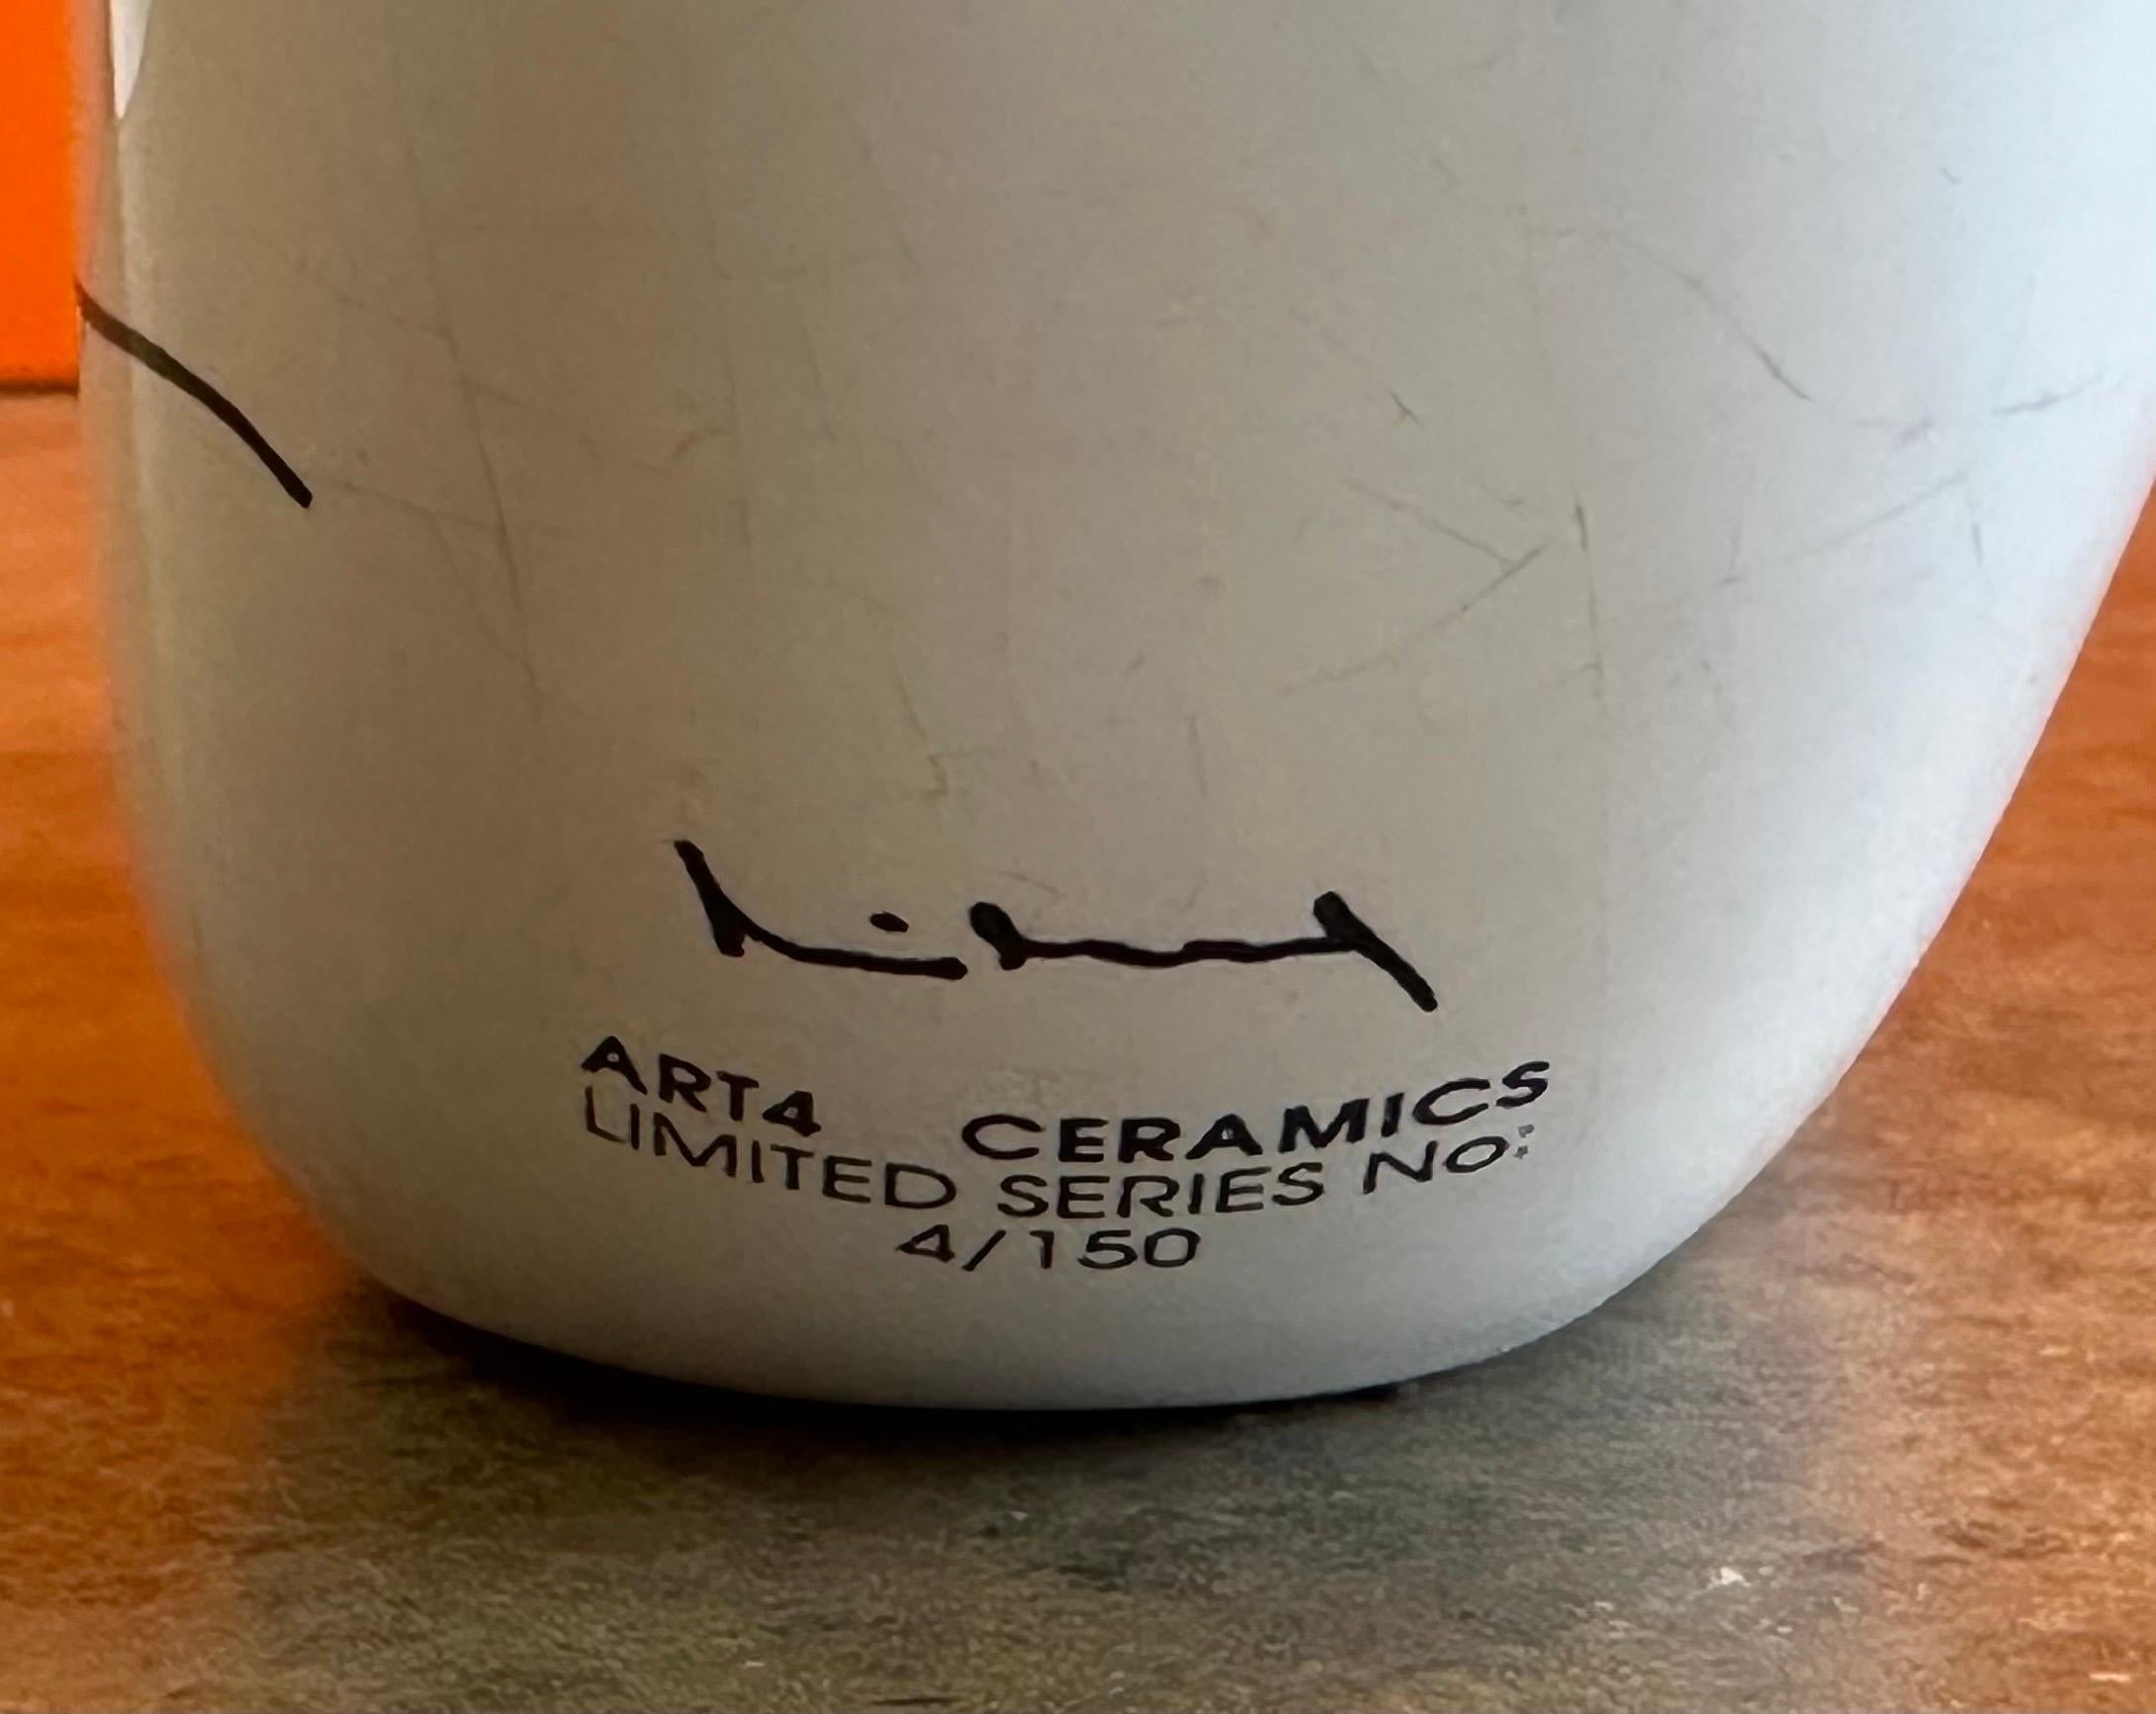 ART4 CERAMICS
LIMITED SERIES NO:
4/150